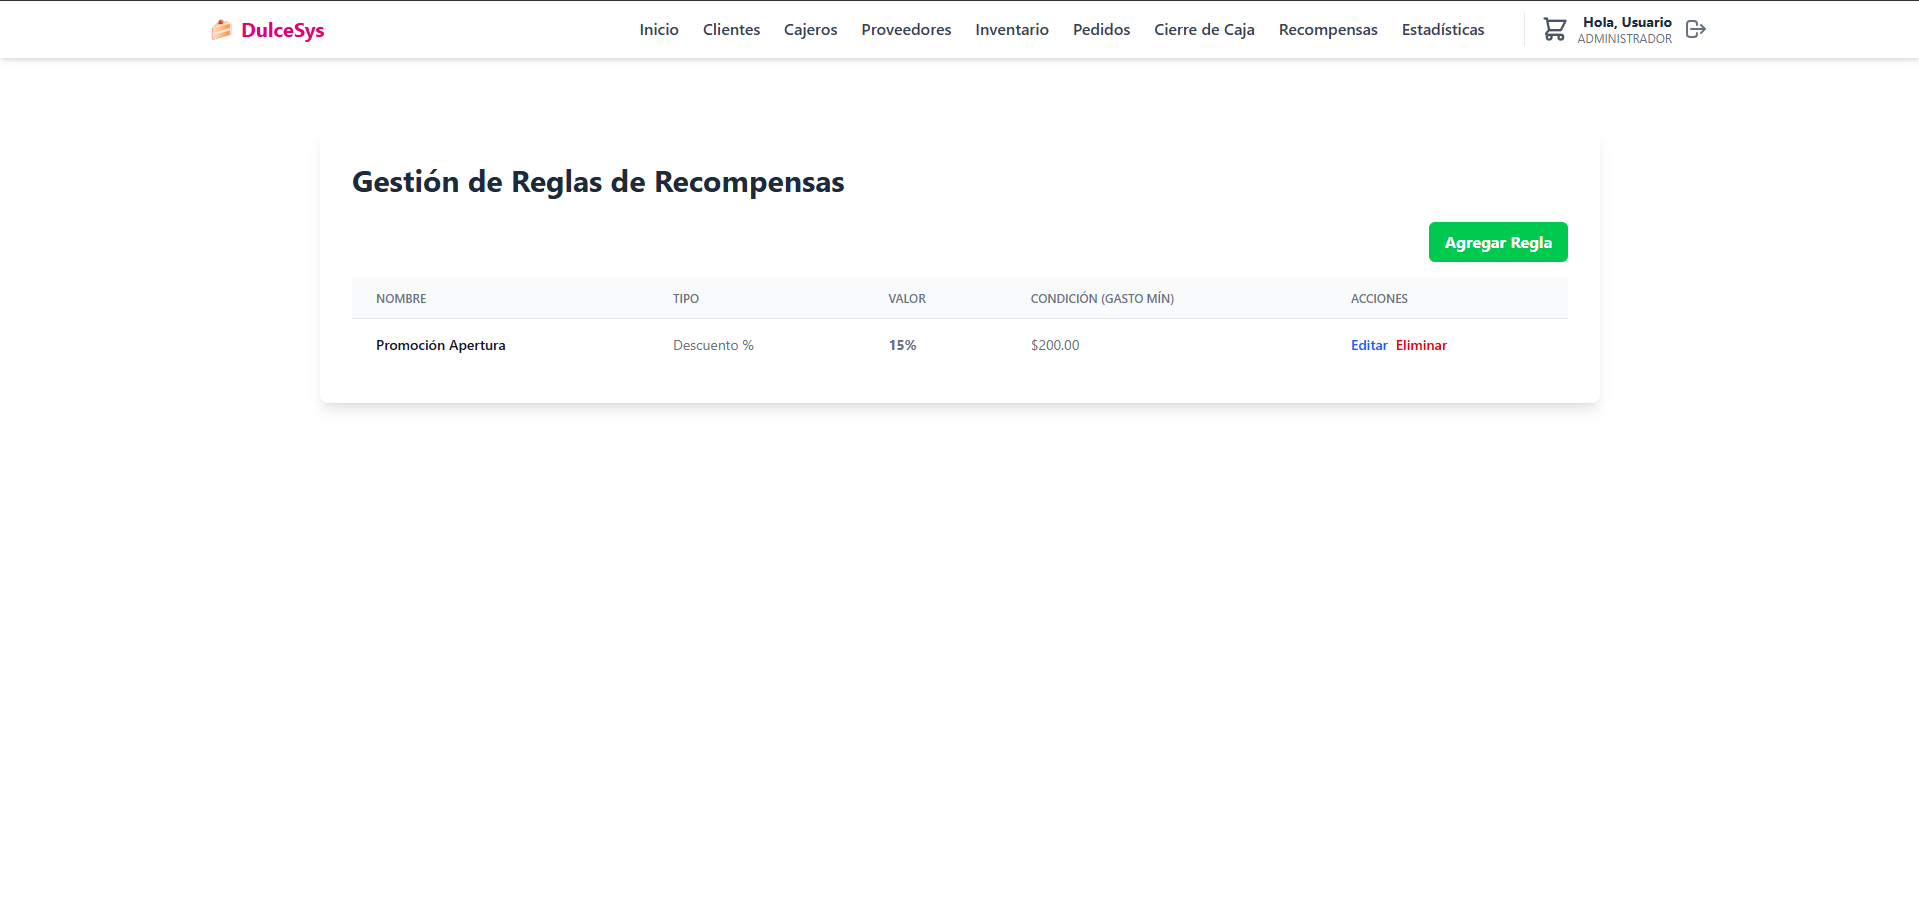 DulceSys
Inicio Clientes Cajeros Proveedores Inventario Pedidos Cierre de Caja Recompensas Estadísticas
Hola, Usuario
ADMINISTRADOR
Gestión de Reglas de Recompensas
Agregar Regla
NOMBRE TIPO VALOR CONDICIÓN (GASTO MÍN) ACCIONES
Promoción Apertura Descuento % 15% $200.00 Editar Eliminar